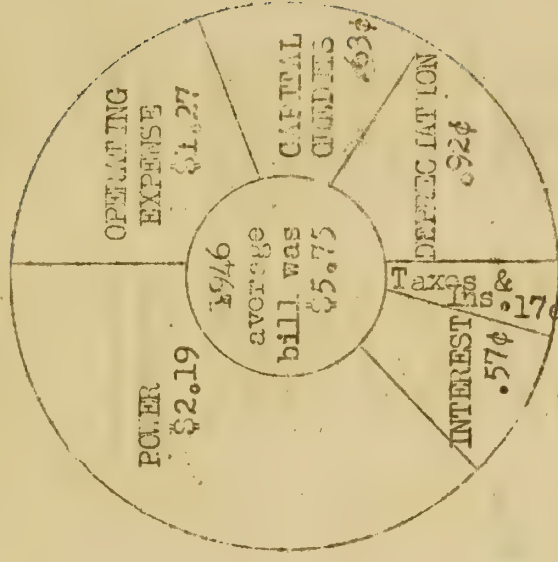 POWER
$2.19
OPERATING
EXPENSE
$1.27
CAPITAL
CREDITS
.63¢
DEPRECIATION
.92¢
Taxes &
Ins .17¢
INTEREST
.57¢
1946
average
bill was
$5.75